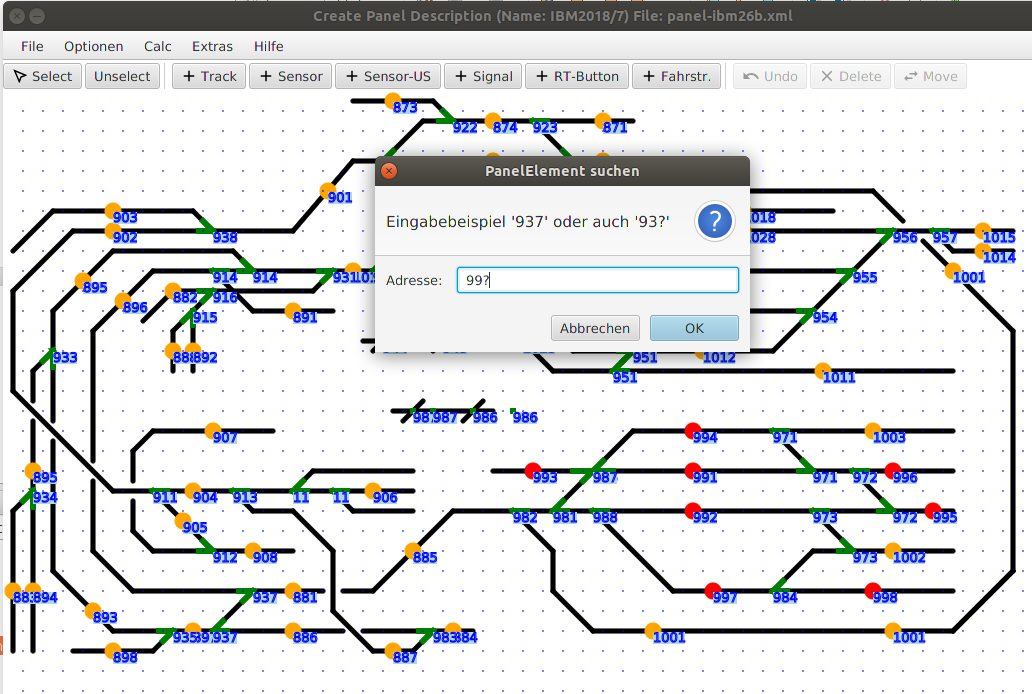 Create Panel Description (Name: IBM2018/7) File: panel-ibm26b.xml
File Optionen Calc Extras Hilfe
Select Unselect + Track + Sensor + Sensor-US + Signal + RT-Button + Fahrstr. Undo Delete Move
873
922 874 923 871
PanelElement suchen
901
Eingabebeispiel '937' oder auch '93?'
?
903 1018
902 938 1028 956 957 1015
1014
914 914 931 955 1001
895 Adresse: 99?
882 916
896
891
915 954
Abbrechen OK
933 892 951 1012
951 1011
987 986 986
907 994 971 1003
895 993 987 991 971 972 996
934 911 904 913 11 11 906
982 981 988 992 973 972 995
905
912 908 885 973 1002
894 937 881 997 984 998
893
935 937 886 983 884 1001 1001
898 887